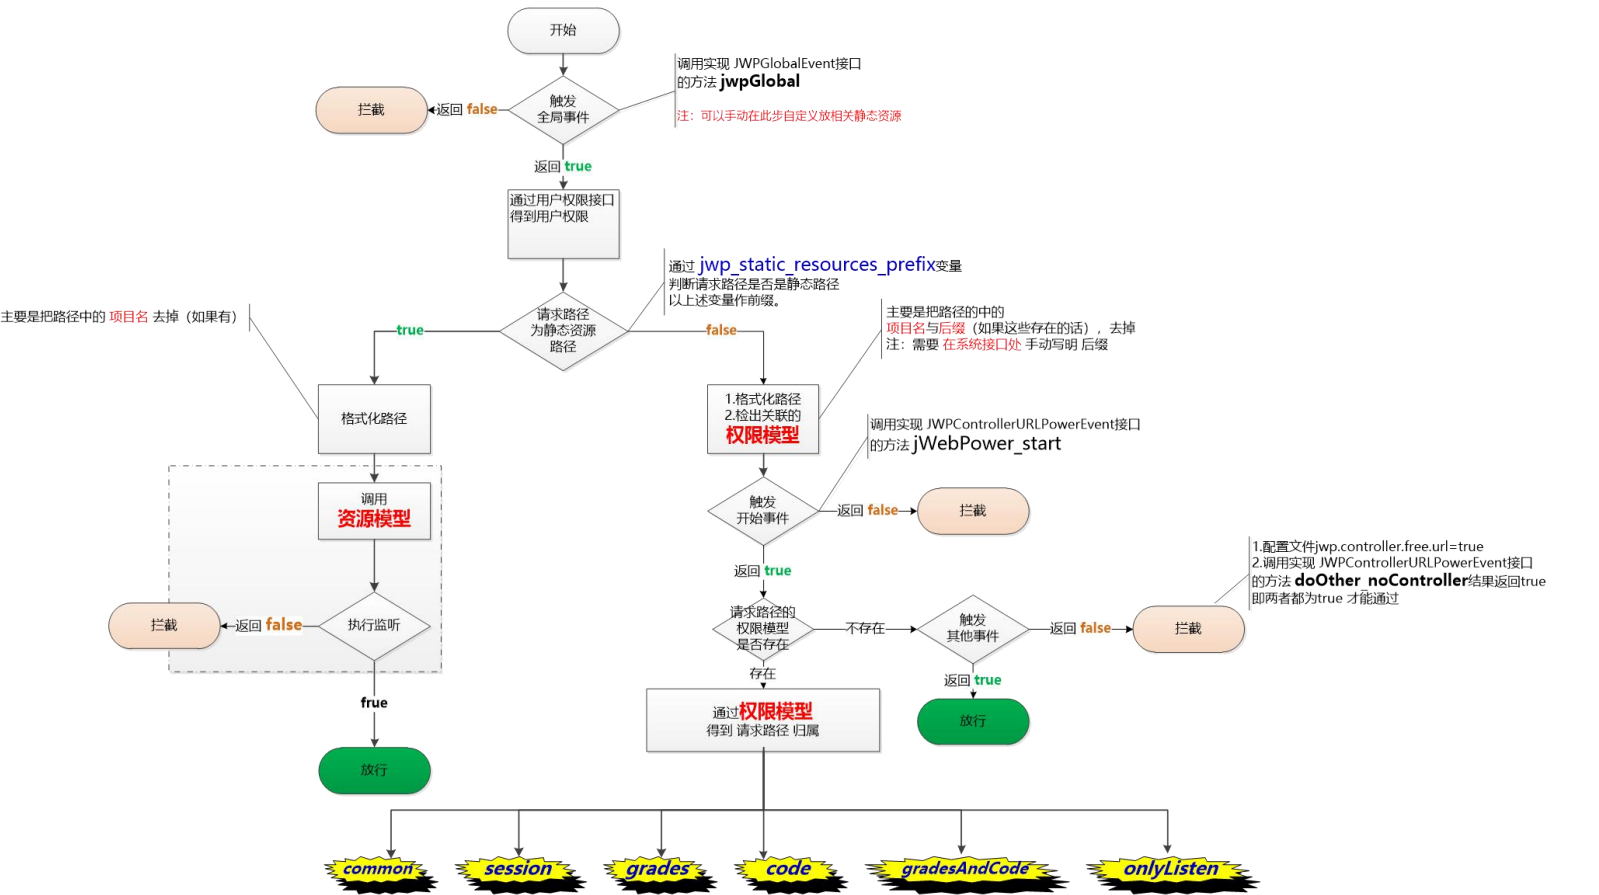 开始
调用实现 JWPGlobalEvent接口
的方法 jwpGlobal
注：可以手动在此步自定义放相关静态资源
触发
全局事件
返回 false
拦截
返回 true
通过用户权限接口
得到用户权限
通过 jwp_static_resources_prefix变量
判断请求路径是否是静态路径
以上述变量作前缀。
请求路径
为静态资源
路径
true
false
主要是把路径中的 项目名 去掉（如果有）
主要是把路径的中的
项目名与后缀（如果这些存在的话），去掉
注：需要 在系统接口处 手动写明 后缀
格式化路径
1.格式化路径
2.检出关联的
权限模型
调用实现 JWPControllerURLPowerEvent接口
的方法 jWebPower_start
调用
资源模型
触发
开始事件
返回 false
拦截
返回 true
1.配置文件jwp.controller.free.url=true
2.调用实现 JWPControllerURLPowerEvent接口
的方法 doOther_noController结果返回true
即两者都为true 才能通过
执行监听
返回 false
拦截
请求路径的
权限模型
是否存在
不存在
触发
其他事件
返回 false
拦截
存在
返回 true
放行
frue
放行
通过权限模型
得到 请求路径 归属
common
session
grades
code
gradesAndCode
onlyListen